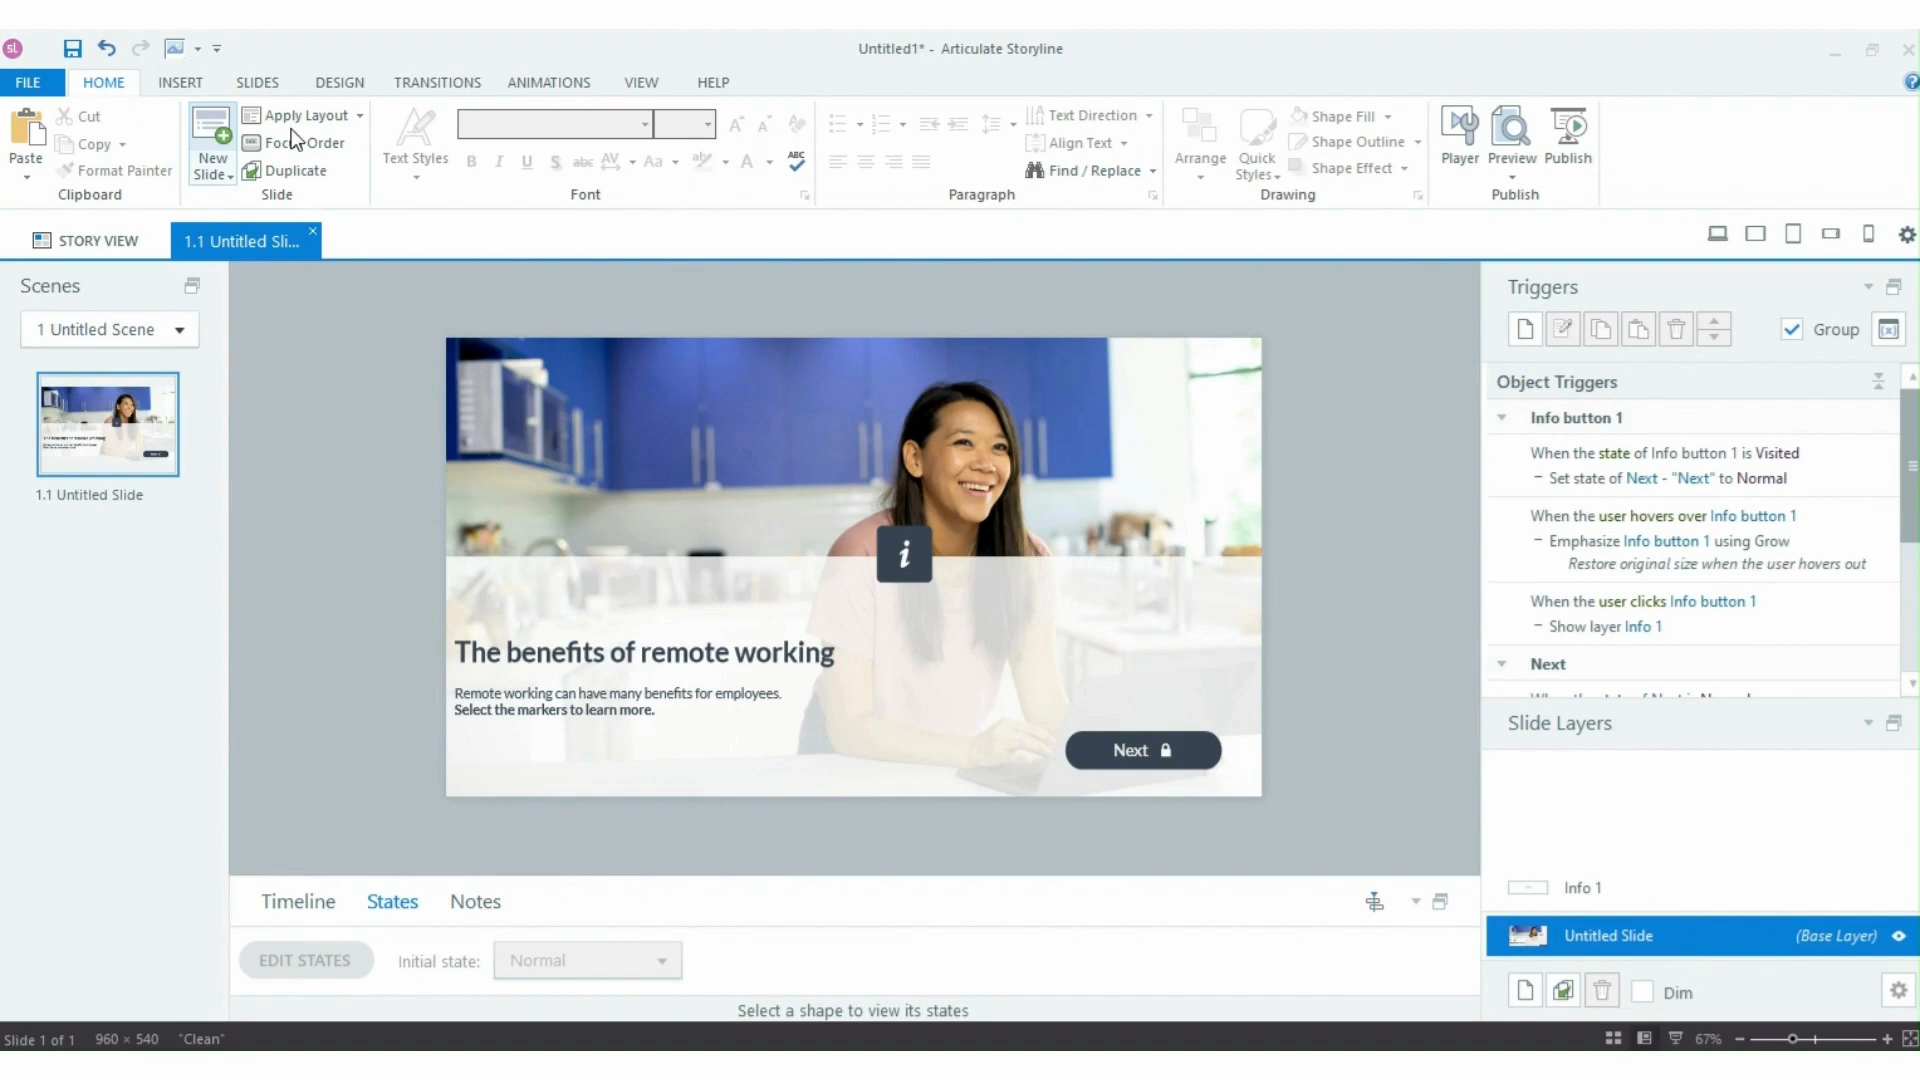 sl
Untitled1* - Articulate Storyline
FILE HOME INSERT SLIDES DESIGN TRANSITIONS ANIMATIONS VIEW HELP
?
Paste
Cut
Copy
Format Painter
Clipboard
New Slide
Apply Layout
Duplicate
Slide
Text Styles
B I U S abc AV Aa A ABC
Font
Text Direction
Align Text
Find / Replace
Paragraph
Arrange
Quick Styles
Shape Fill
Shape Outline
Shape Effect
Drawing
Player
Preview
Publish
Publish
STORY VIEW
1.1 Untitled Sli...
Scenes
1 Untitled Scene
1.1 Untitled Slide
i
The benefits of remote working
Remote working can have many benefits for employees.
Select the markers to learn more.
Next
Timeline States Notes
EDIT STATES
Initial state:
Normal
Select a shape to view its states
Triggers
Group
(x)
Object Triggers
Info button 1
When the state of Info button 1 is Visited
- Set state of Next - "Next" to Normal
When the user hovers over Info button 1
- Emphasize Info button 1 using Grow
Restore original size when the user hovers out
When the user clicks Info button 1
- Show layer Info 1
Next
Slide Layers
Info 1
Untitled Slide (Base Layer)
Dim
Slide 1 of 1 960 × 540 "Clean"
67%